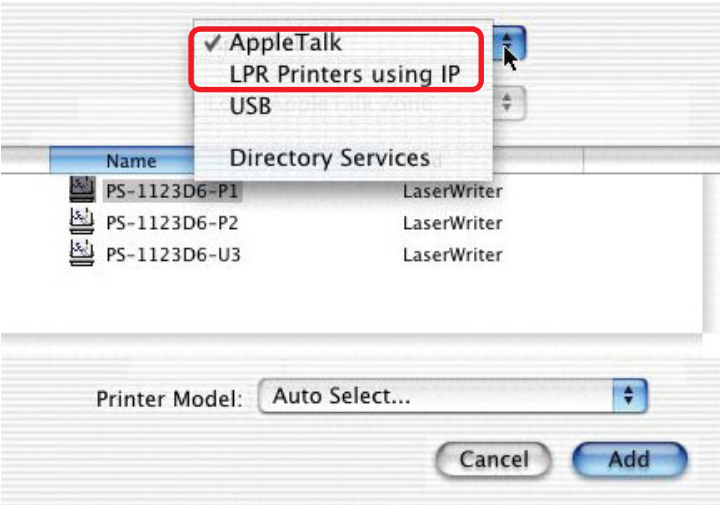 ✓ AppleTalk
LPR Printers using IP
USB
Directory Services
Name
PS-1123D6-P1 LaserWriter
PS-1123D6-P2 LaserWriter
PS-1123D6-U3 LaserWriter
Printer Model: Auto Select...
Cancel Add